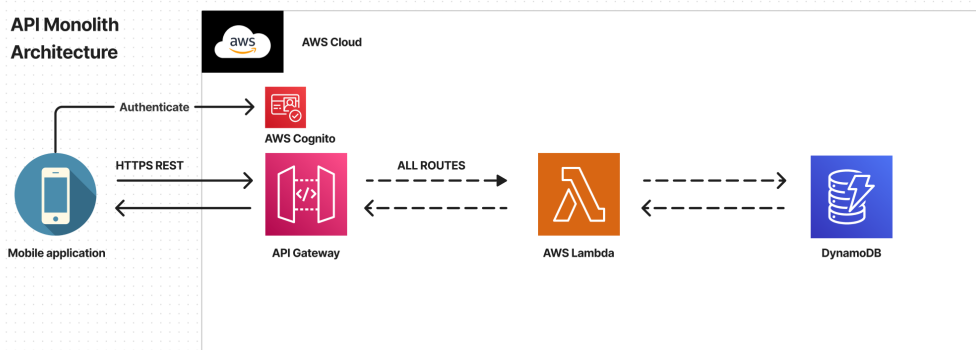 API Monolith
Architecture
aws
AWS Cloud
Authenticate
AWS Cognito
HTTPS REST
ALL ROUTES
</>
Mobile application
API Gateway
AWS Lambda
DynamoDB